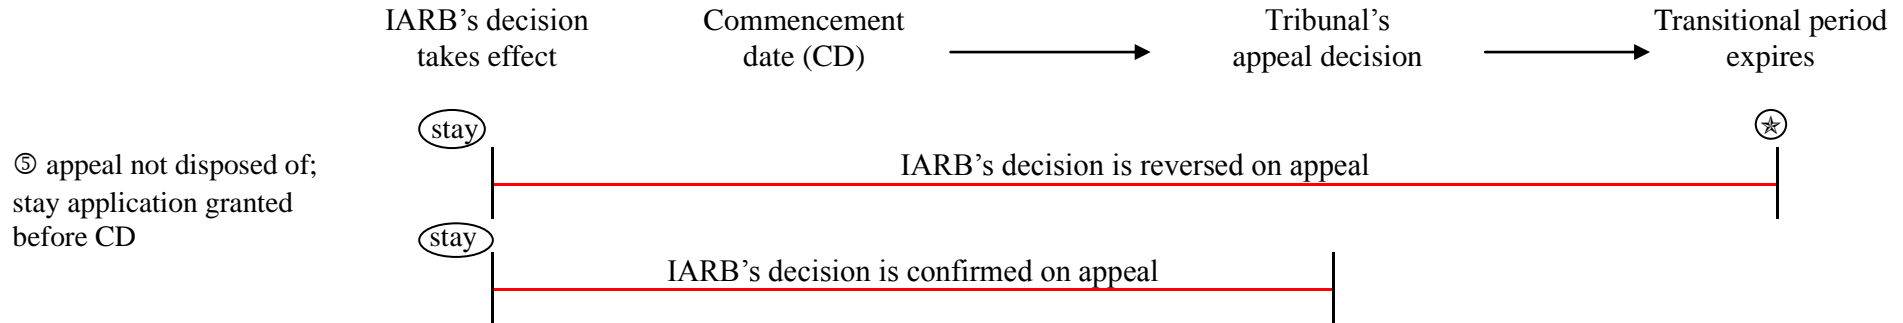 IARB’s decision takes effect
Commencement date (CD)
Tribunal’s appeal decision
Transitional period expires
stay
✭
⑤ appeal not disposed of;
stay application granted
before CD
IARB’s decision is reversed on appeal
stay
IARB’s decision is confirmed on appeal